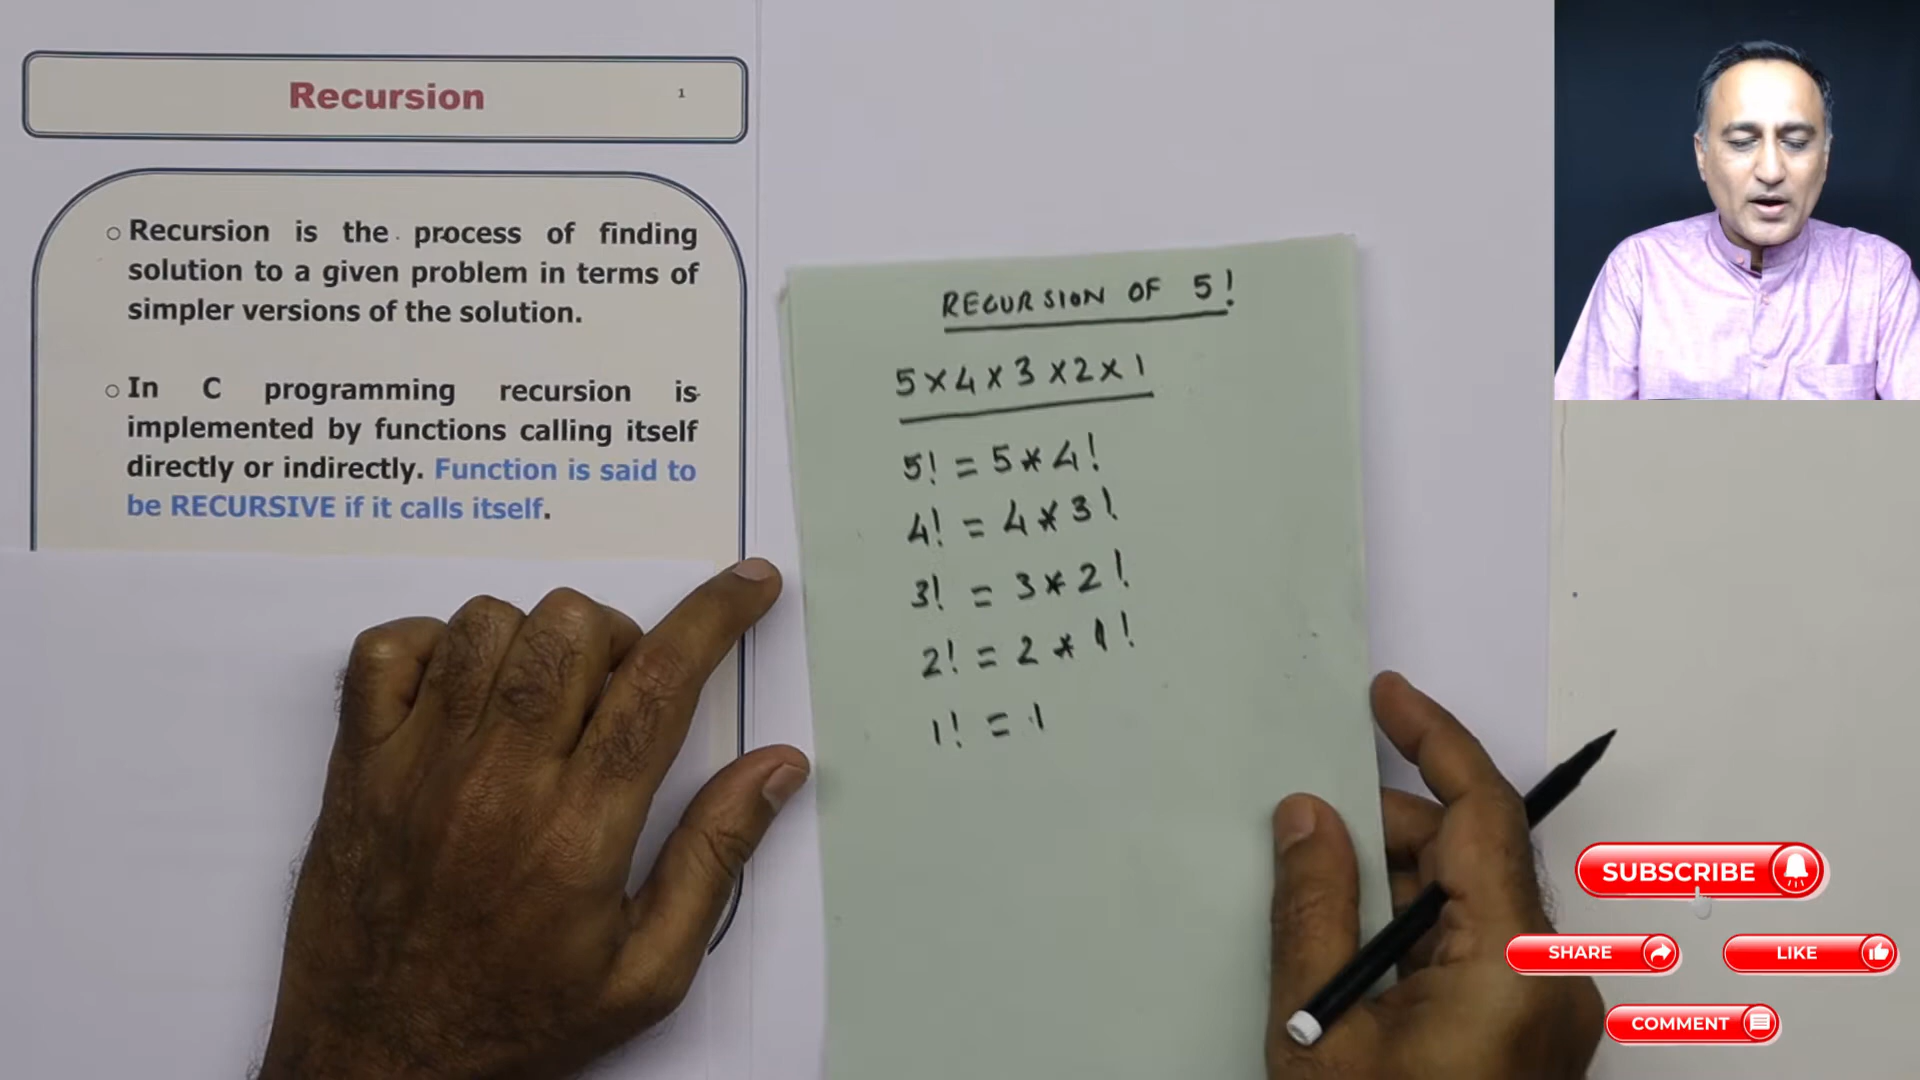 Recursion
1
Recursion is the process of finding
solution to a given problem in terms of
simpler versions of the solution.
In C programming recursion is
implemented by functions calling itself
directly or indirectly. Function is said to
be RECURSIVE if it calls itself.
RECURSION OF 5!
5 × 4 × 3 × 2 × 1
5! = 5 * 4!
4! = 4 * 3!
3! = 3 * 2!
2! = 2 * 1!
1! = 1
SUBSCRIBE
SHARE
LIKE
COMMENT